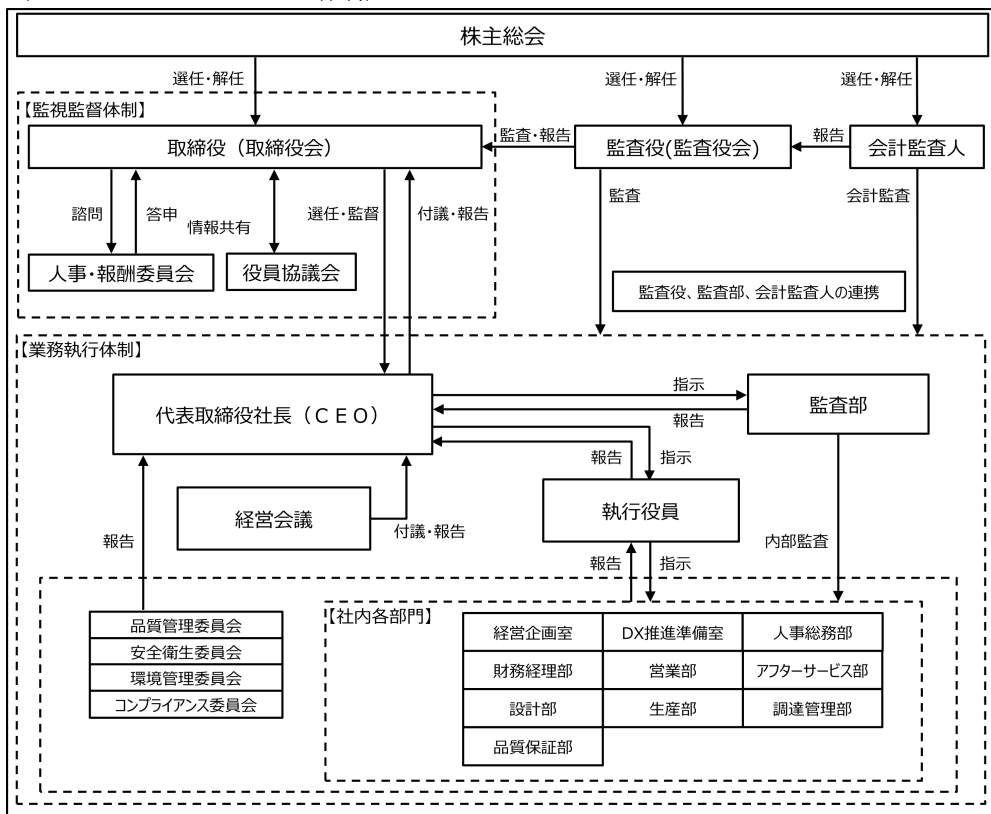 株主総会
選任・解任
選任・解任
選任・解任
【監視監督体制】
取締役（取締役会）
監査・報告
監査役(監査役会)
報告
会計監査人
諮問
答申
情報共有
選任・監督
付議・報告
監査
会計監査
人事・報酬委員会
役員協議会
監査役、監査部、会計監査人の連携
【業務執行体制】
代表取締役社長（ＣＥＯ）
指示
報告
監査部
報告
指示
経営会議
付議・報告
執行役員
報告
報告
指示
内部監査
品質管理委員会
安全衛生委員会
環境管理委員会
コンプライアンス委員会
【社内各部門】
経営企画室
DX推進準備室
人事総務部
財務経理部
営業部
アフターサービス部
設計部
生産部
調達管理部
品質保証部